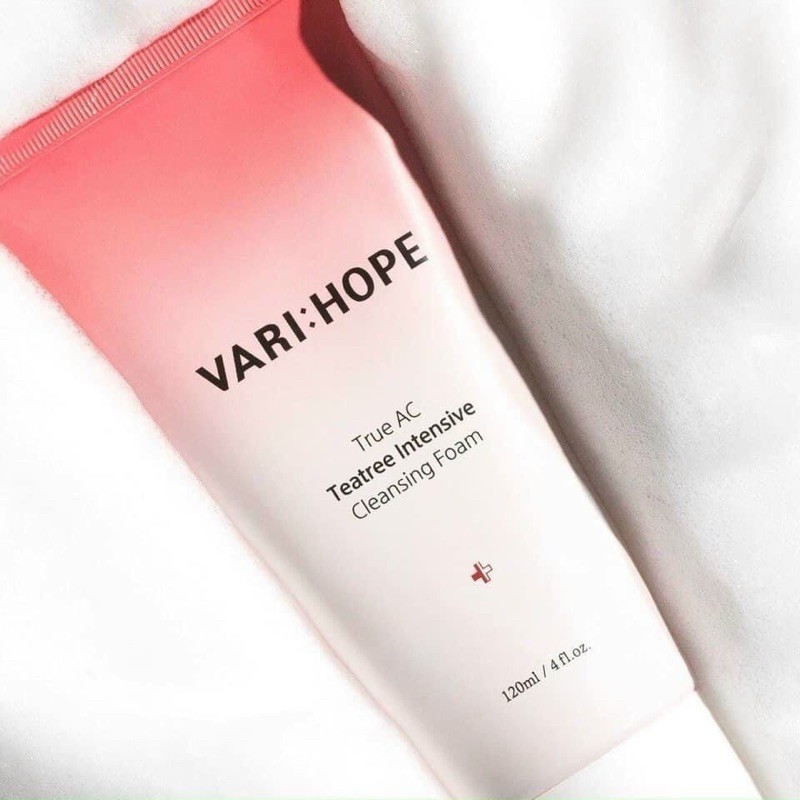 VARI:HOPE
True AC
Teatree Intensive
Cleansing Foam
120ml / 4 fl.oz.